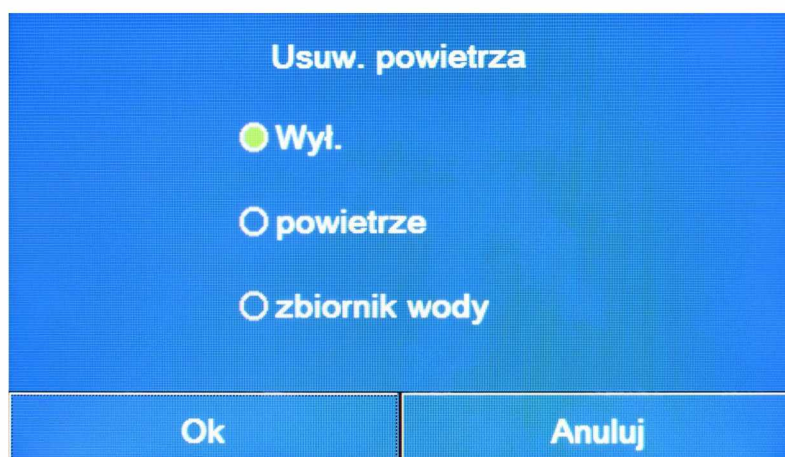 Usuw. powietrza
Wył.
powietrze
zbiornik wody
Ok
Anuluj